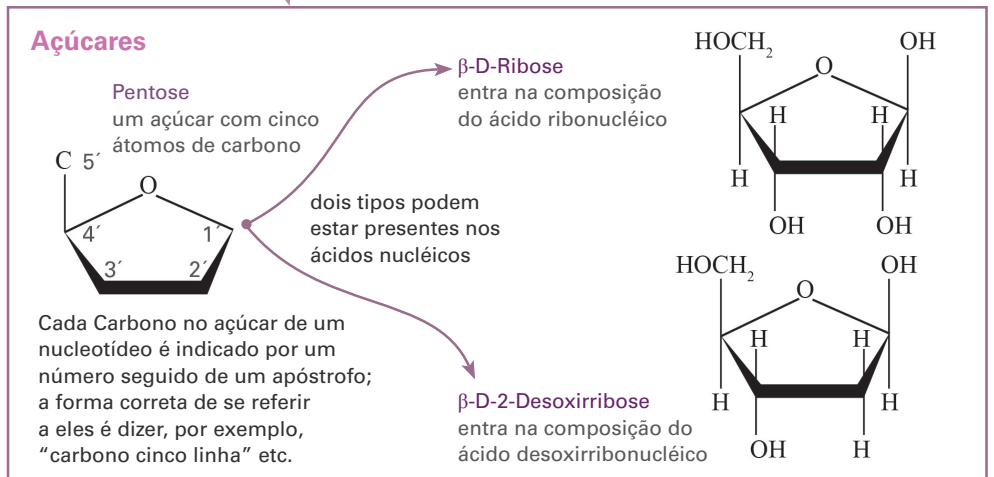 Açúcares
Pentose
um açúcar com cinco
átomos de carbono
C 5´
O
4´ 1´
3´ 2´
Cada Carbono no açúcar de um
nucleotídeo é indicado por um
número seguido de um apóstrofo;
a forma correta de se referir
a eles é dizer, por exemplo,
“carbono cinco linha” etc.
dois tipos podem
estar presentes nos
ácidos nucléicos
β-D-Ribose
entra na composição
do ácido ribonucléico
HOCH₂ OH
O
H H
H H
OH OH
β-D-2-Desoxirribose
entra na composição do
ácido desoxirribonucléico
HOCH₂ OH
O
H H
H H
OH H